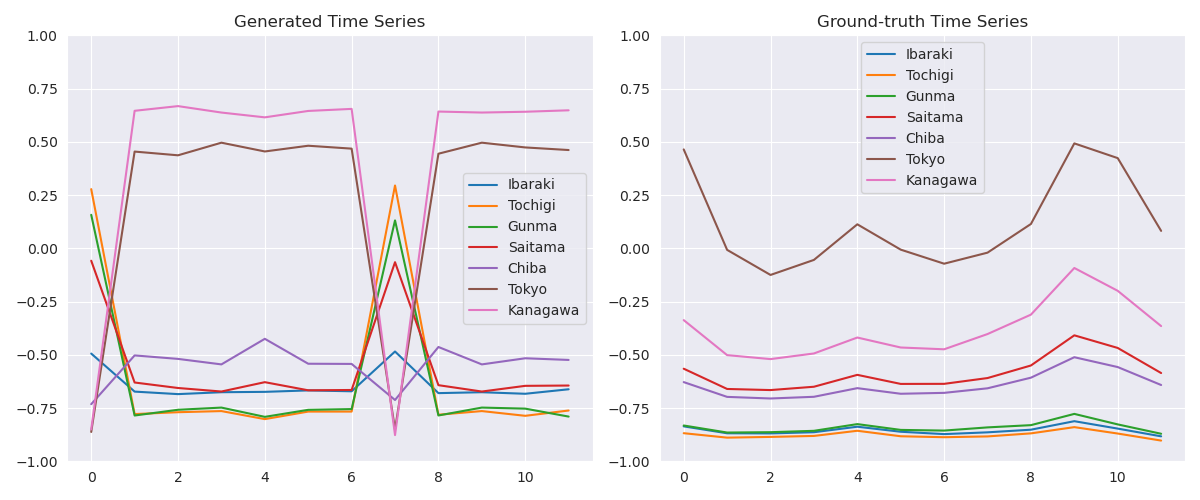 Generated Time Series
1.00
0.75
0.50
0.25
0.00
−0.25
−0.50
−0.75
−1.00
0 2 4 6 8 10
Ibaraki
Tochigi
Gunma
Saitama
Chiba
Tokyo
Kanagawa
Ground-truth Time Series
1.00
0.75
0.50
0.25
0.00
−0.25
−0.50
−0.75
−1.00
0 2 4 6 8 10
Ibaraki
Tochigi
Gunma
Saitama
Chiba
Tokyo
Kanagawa